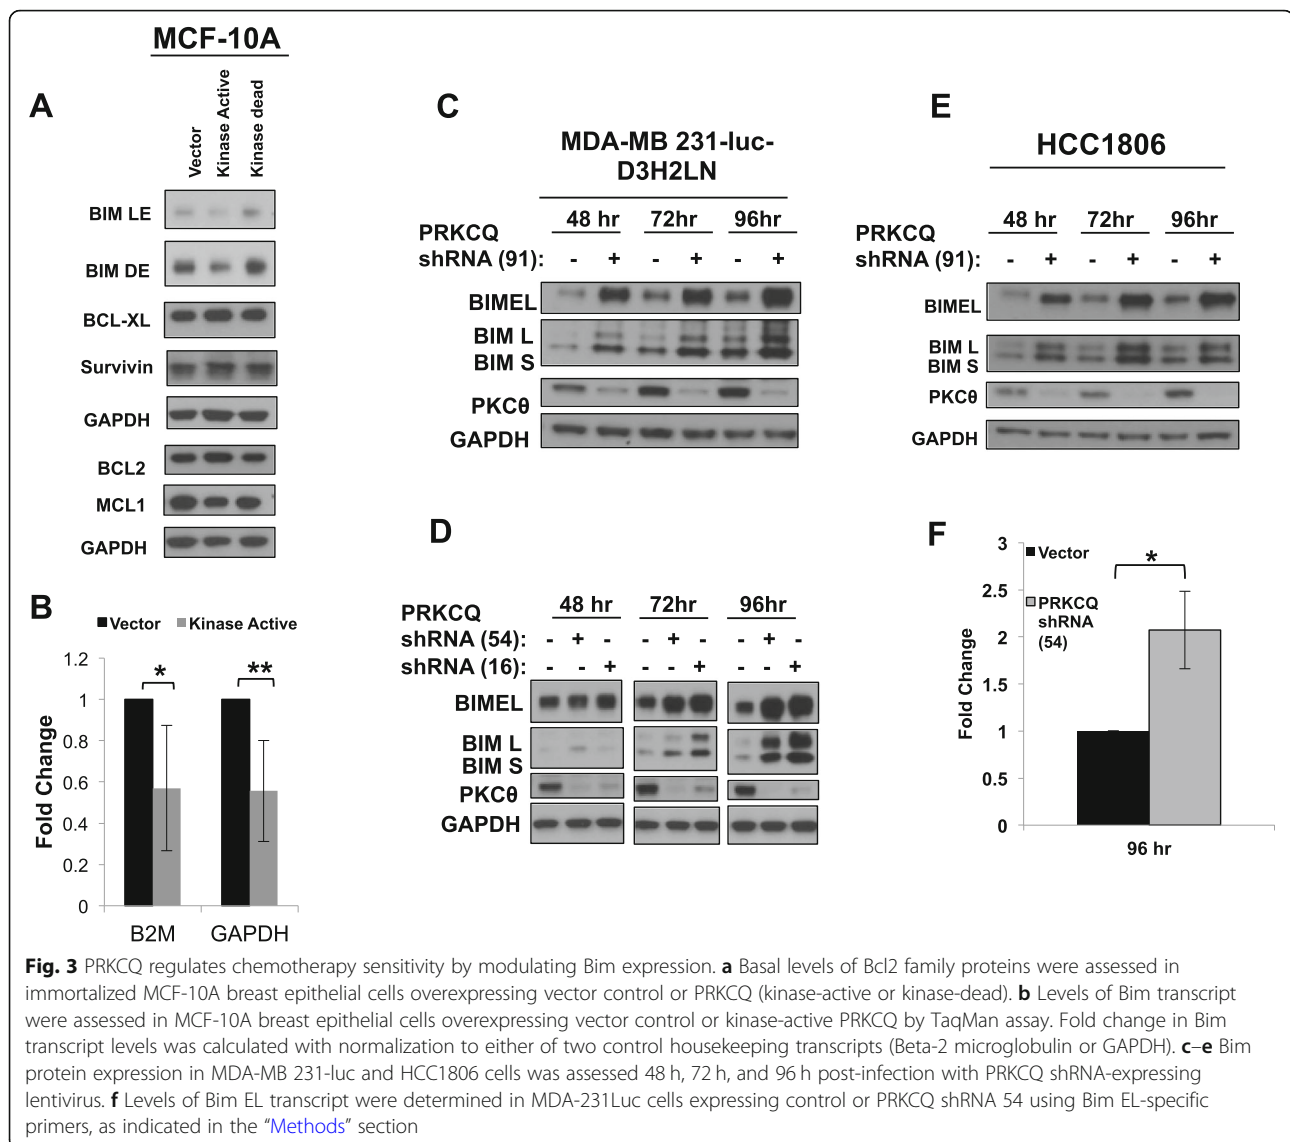 MCF-10A
A
Vector
Kinase Active
Kinase dead
BIM LE
BIM DE
BCL-XL
Survivin
GAPDH
BCL2
MCL1
GAPDH
B
Vector Kinase Active
Fold Change
1.2
1
0.8
0.6
0.4
0.2
0
*
**
B2M GAPDH
C
MDA-MB 231-luc-
D3H2LN
48 hr 72hr 96hr
PRKCQ
shRNA (91): - + - + - +
BIMEL
BIM L
BIM S
PKCθ
GAPDH
D
48 hr 72hr 96hr
PRKCQ
shRNA (54): - + - - + - - + -
shRNA (16): - - + - - + - - +
BIMEL
BIM L
BIM S
PKCθ
GAPDH
E
HCC1806
48 hr 72hr 96hr
PRKCQ
shRNA (91): - + - + - +
BIMEL
BIM L
BIM S
PKCθ
GAPDH
F
Fold Change
3
2.5
2
1.5
1
0.5
0
Vector
PRKCQ
shRNA
(54)
*
96 hr
Fig. 3 PRKCQ regulates chemotherapy sensitivity by modulating Bim expression. a Basal levels of Bcl2 family proteins were assessed in
immortalized MCF-10A breast epithelial cells overexpressing vector control or PRKCQ (kinase-active or kinase-dead). b Levels of Bim transcript
were assessed in MCF-10A breast epithelial cells overexpressing vector control or kinase-active PRKCQ by TaqMan assay. Fold change in Bim
transcript levels was calculated with normalization to either of two control housekeeping transcripts (Beta-2 microglobulin or GAPDH). c–e Bim
protein expression in MDA-MB 231-luc and HCC1806 cells was assessed 48 h, 72 h, and 96 h post-infection with PRKCQ shRNA-expressing
lentivirus. f Levels of Bim EL transcript were determined in MDA-231Luc cells expressing control or PRKCQ shRNA 54 using Bim EL-specific
primers, as indicated in the “Methods” section